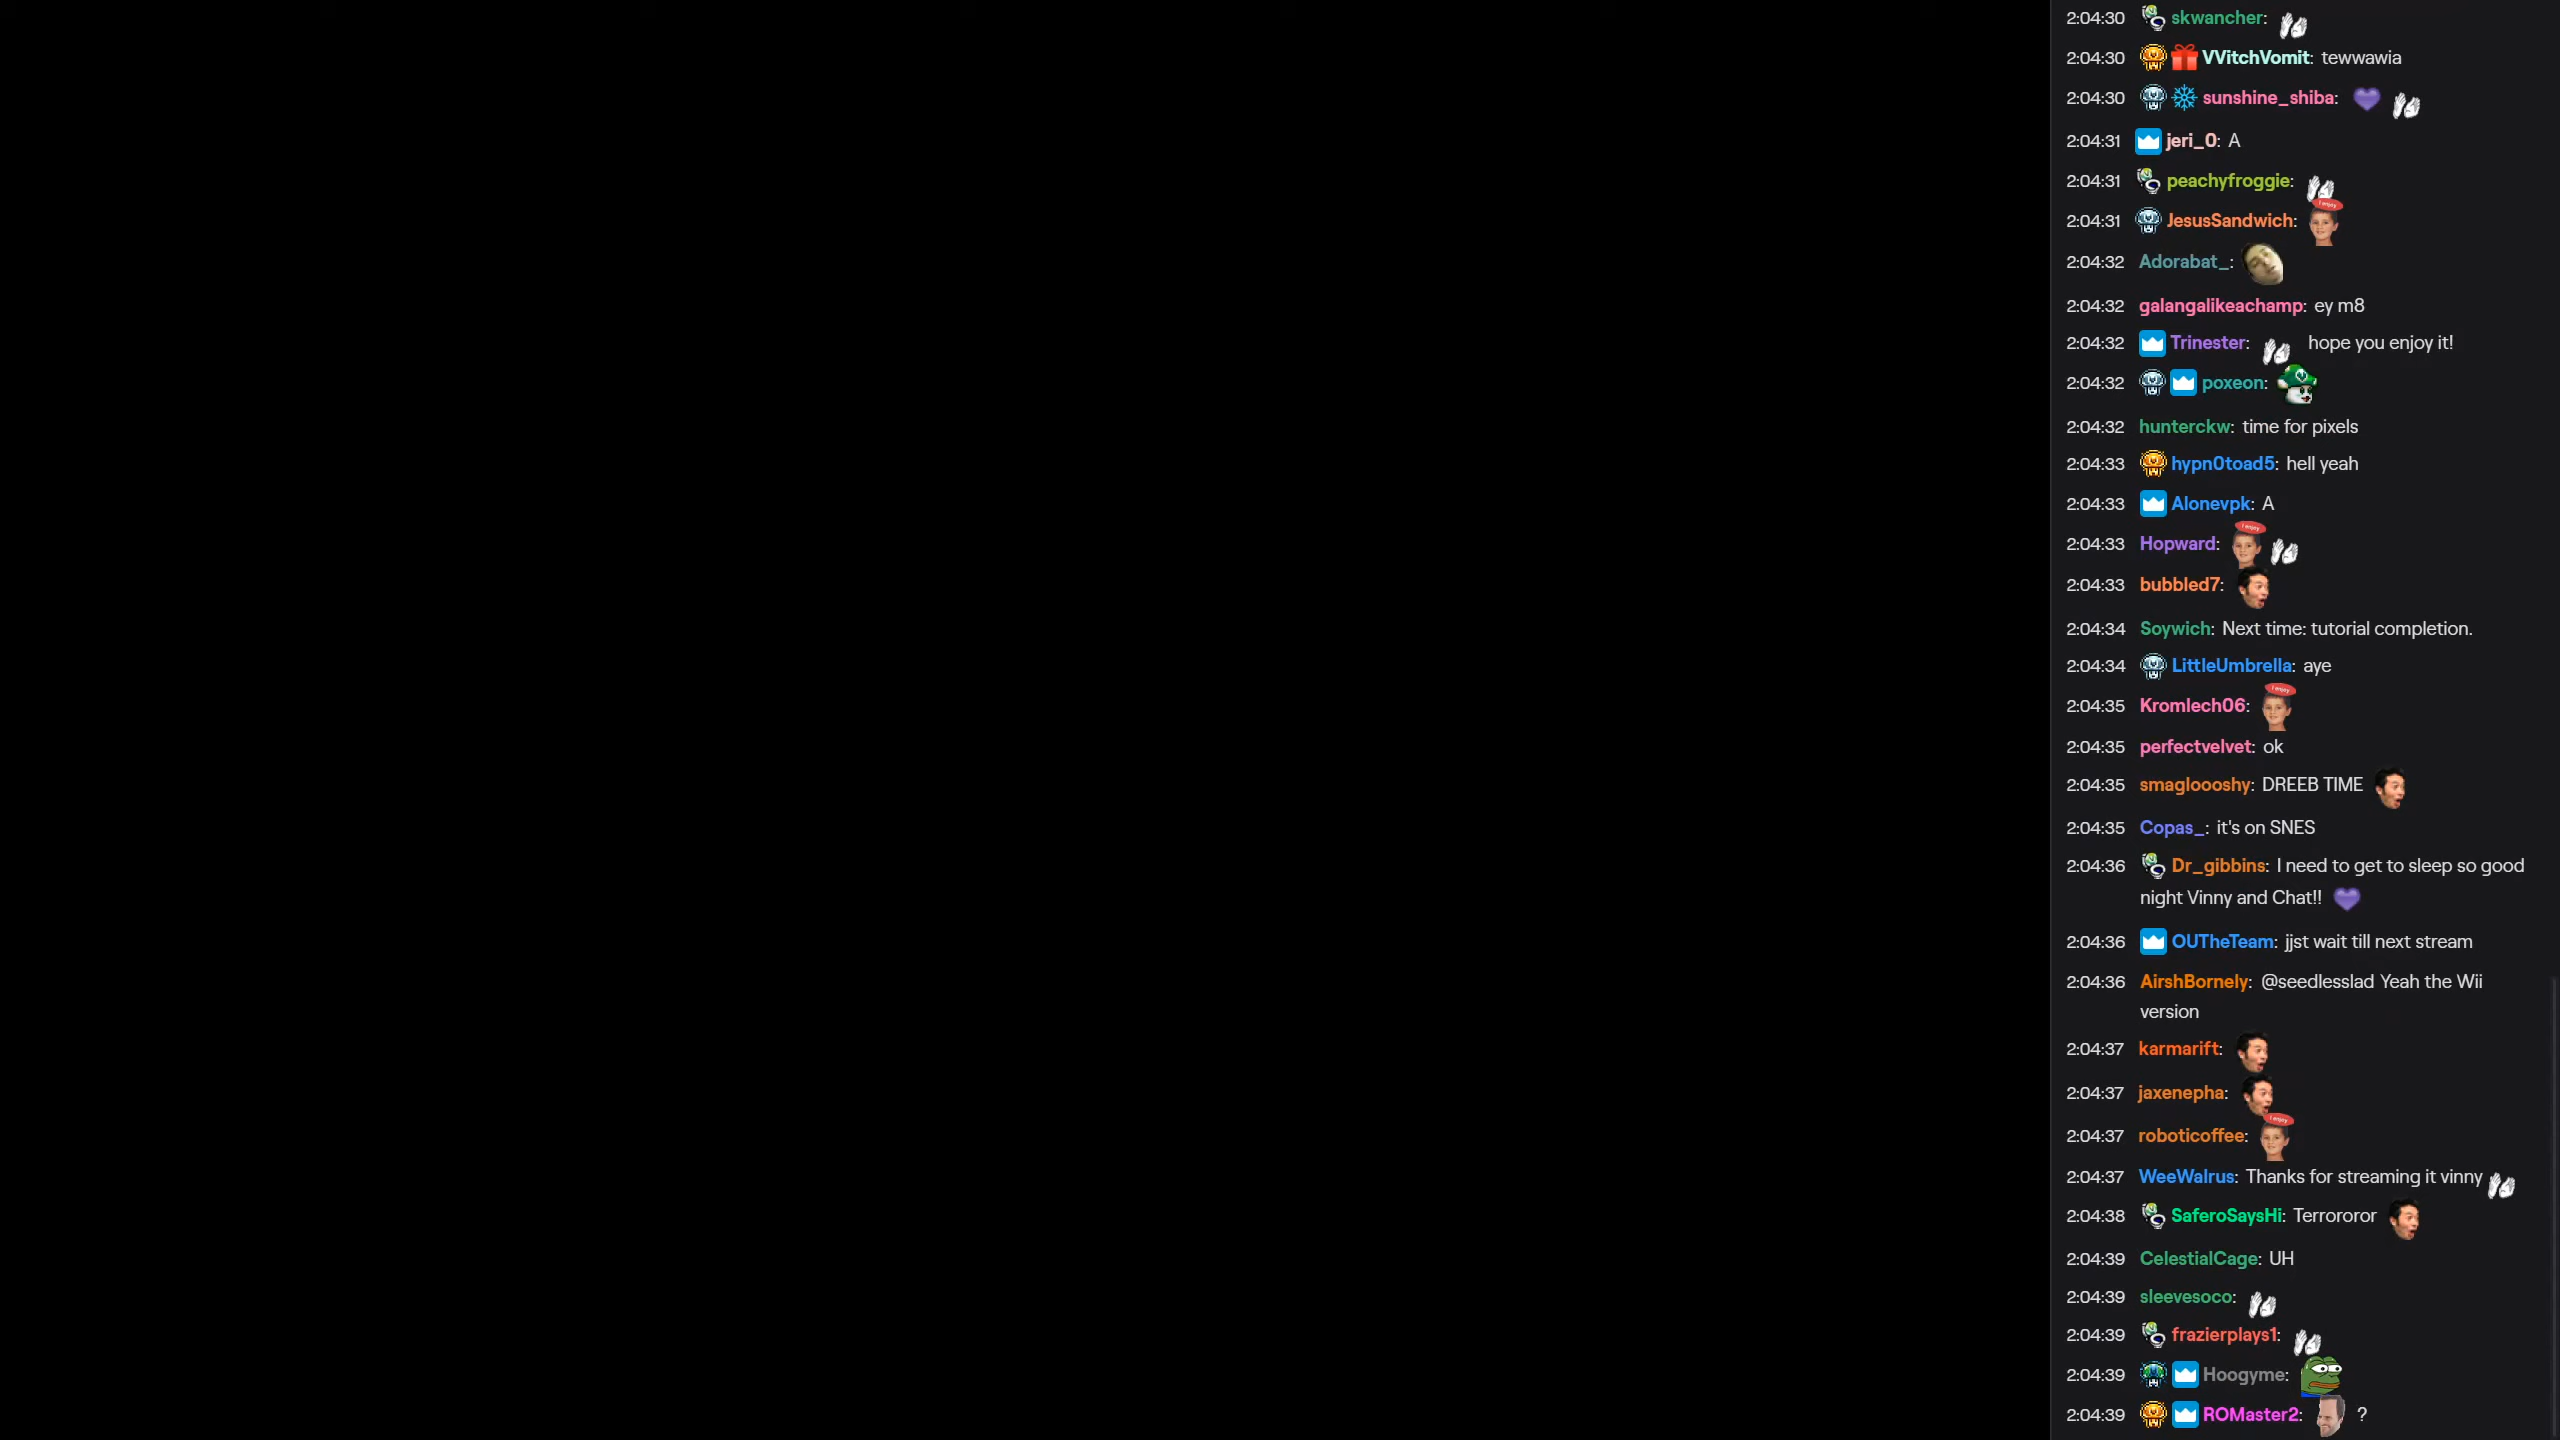 2:04:30 skwancher:
2:04:30 VVitchVomit: tewwawia
2:04:30 sunshine_shiba:
2:04:31 jeri_0: A
2:04:31 peachyfroggie:
2:04:31 JesusSandwich: I enjoy
2:04:32 Adorabat_:
2:04:32 galangalikeachamp: ey m8
2:04:32 Trinester: hope you enjoy it!
2:04:32 poxeon:
2:04:32 hunterckw: time for pixels
2:04:33 hypn0toad5: hell yeah
2:04:33 Alonevpk: A
2:04:33 Hopward: I enjoy
2:04:33 bubbled7:
2:04:34 Soywich: Next time: tutorial completion.
2:04:34 LittleUmbrella: aye
2:04:35 Kromlech06: I enjoy
2:04:35 perfectvelvet: ok
2:04:35 smagloooshy: DREEB TIME
2:04:35 Copas_: it's on SNES
2:04:36 Dr_gibbins: I need to get to sleep so good
night Vinny and Chat!!
2:04:36 OUTheTeam: jjst wait till next stream
2:04:36 AirshBornely: @seedlesslad Yeah the Wii
version
2:04:37 karmarift:
2:04:37 jaxenepha:
2:04:37 roboticoffee: I enjoy
2:04:37 WeeWalrus: Thanks for streaming it vinny
2:04:38 SaferoSaysHi: Terrororor
2:04:39 CelestialCage: UH
2:04:39 sleevesoco:
2:04:39 frazierplays1:
2:04:39 Hoogyme:
2:04:39 ROMaster2: ?